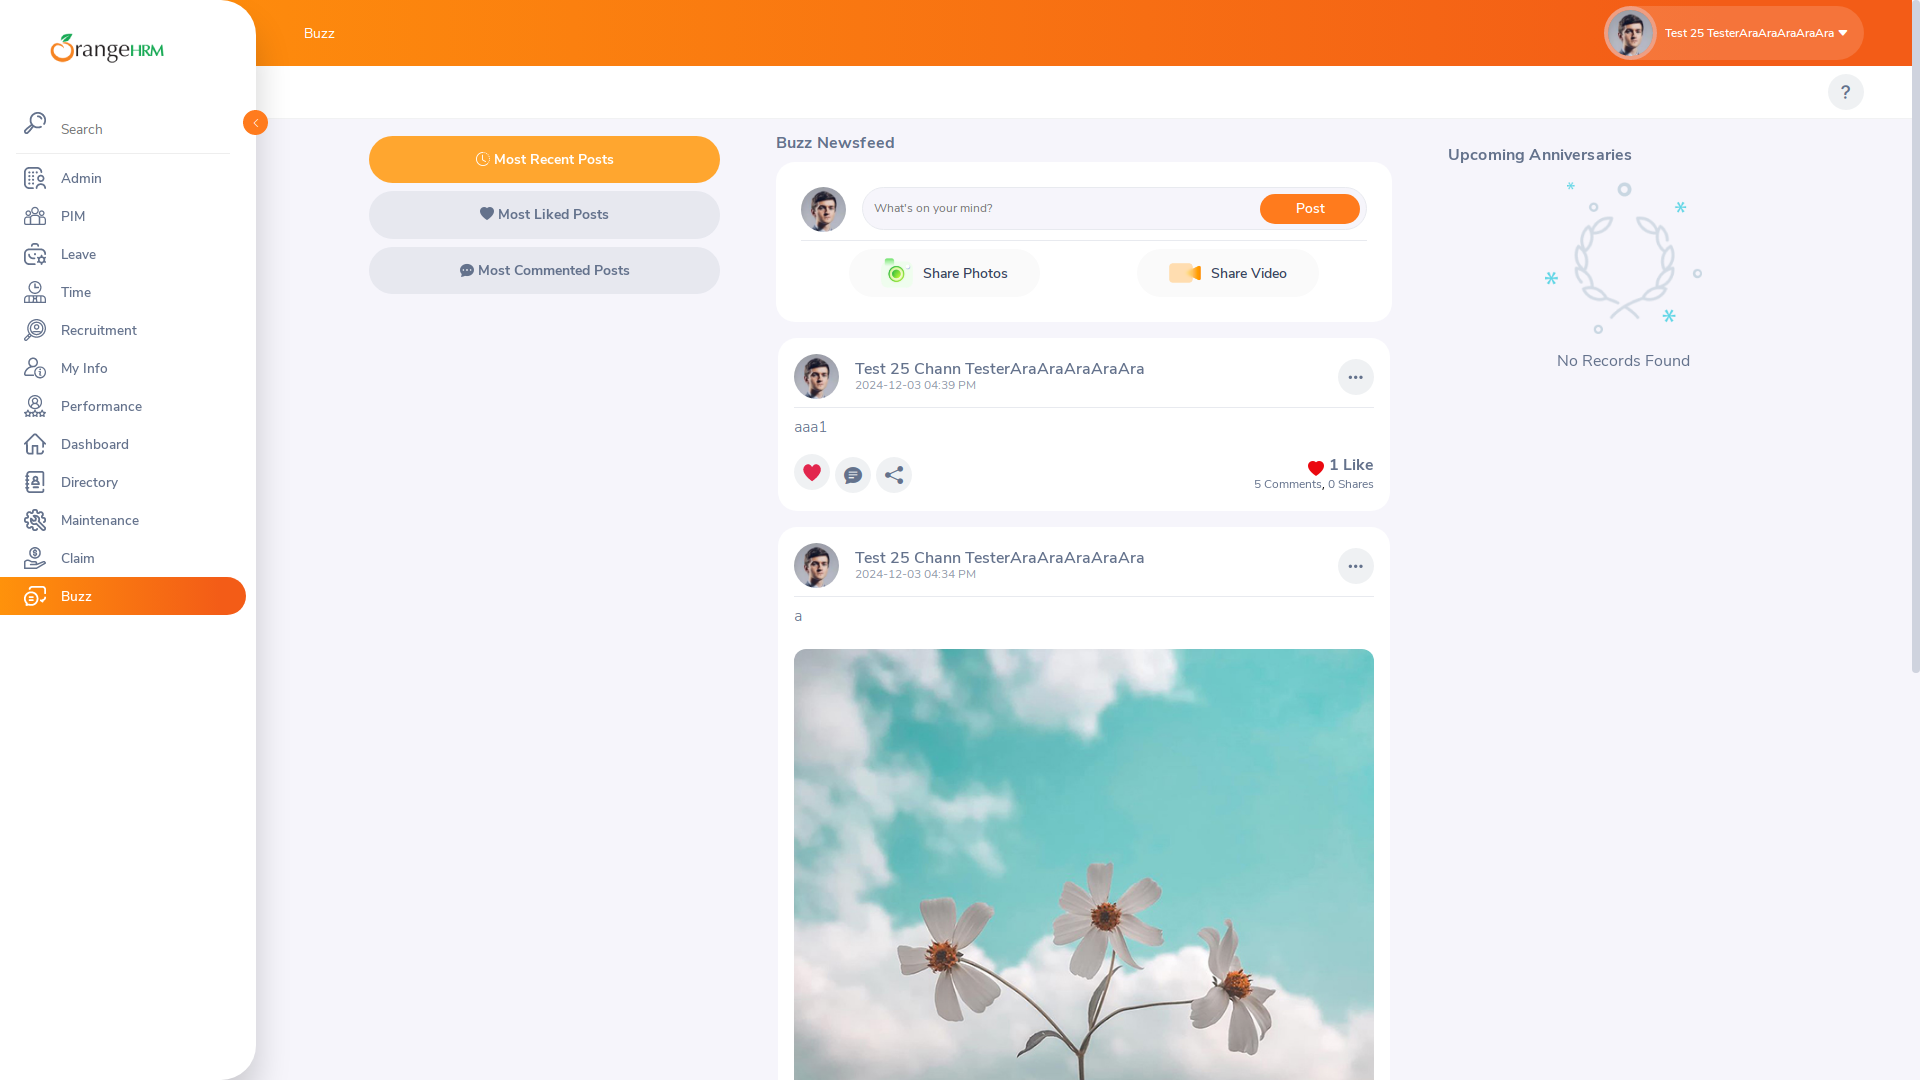 OrangeHRM
Search
Admin
PIM
Leave
Time
Recruitment
My Info
Performance
Dashboard
Directory
Maintenance
Claim
Buzz
Buzz
Test 25 TesterAraAraAraAraAra
?
Most Recent Posts
Most Liked Posts
Most Commented Posts
Buzz Newsfeed
What's on your mind?
Post
Share Photos
Share Video
Test 25 Chann TesterAraAraAraAraAra
2024-12-03 04:39 PM
aaa1
1 Like
5 Comments, 0 Shares
Test 25 Chann TesterAraAraAraAraAra
2024-12-03 04:34 PM
a
Upcoming Anniversaries
No Records Found